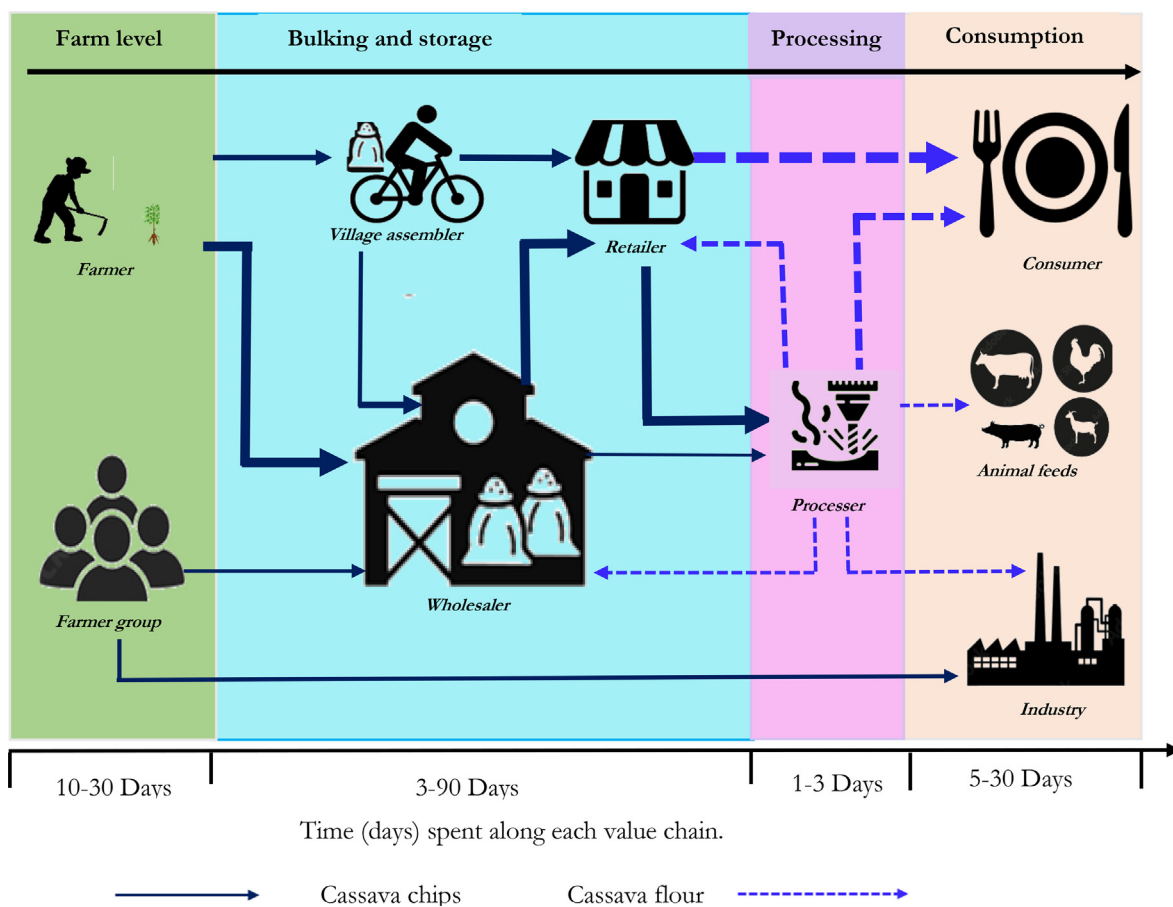 Farm level
Bulking and storage
Processing
Consumption
Village assembler
Retailer
Farmer
Consumer
Animal feeds
Processer
Wholesaler
Farmer group
Industry
10-30 Days
3-90 Days
1-3 Days
5-30 Days
Time (days) spent along each value chain.
Cassava chips
Cassava flour